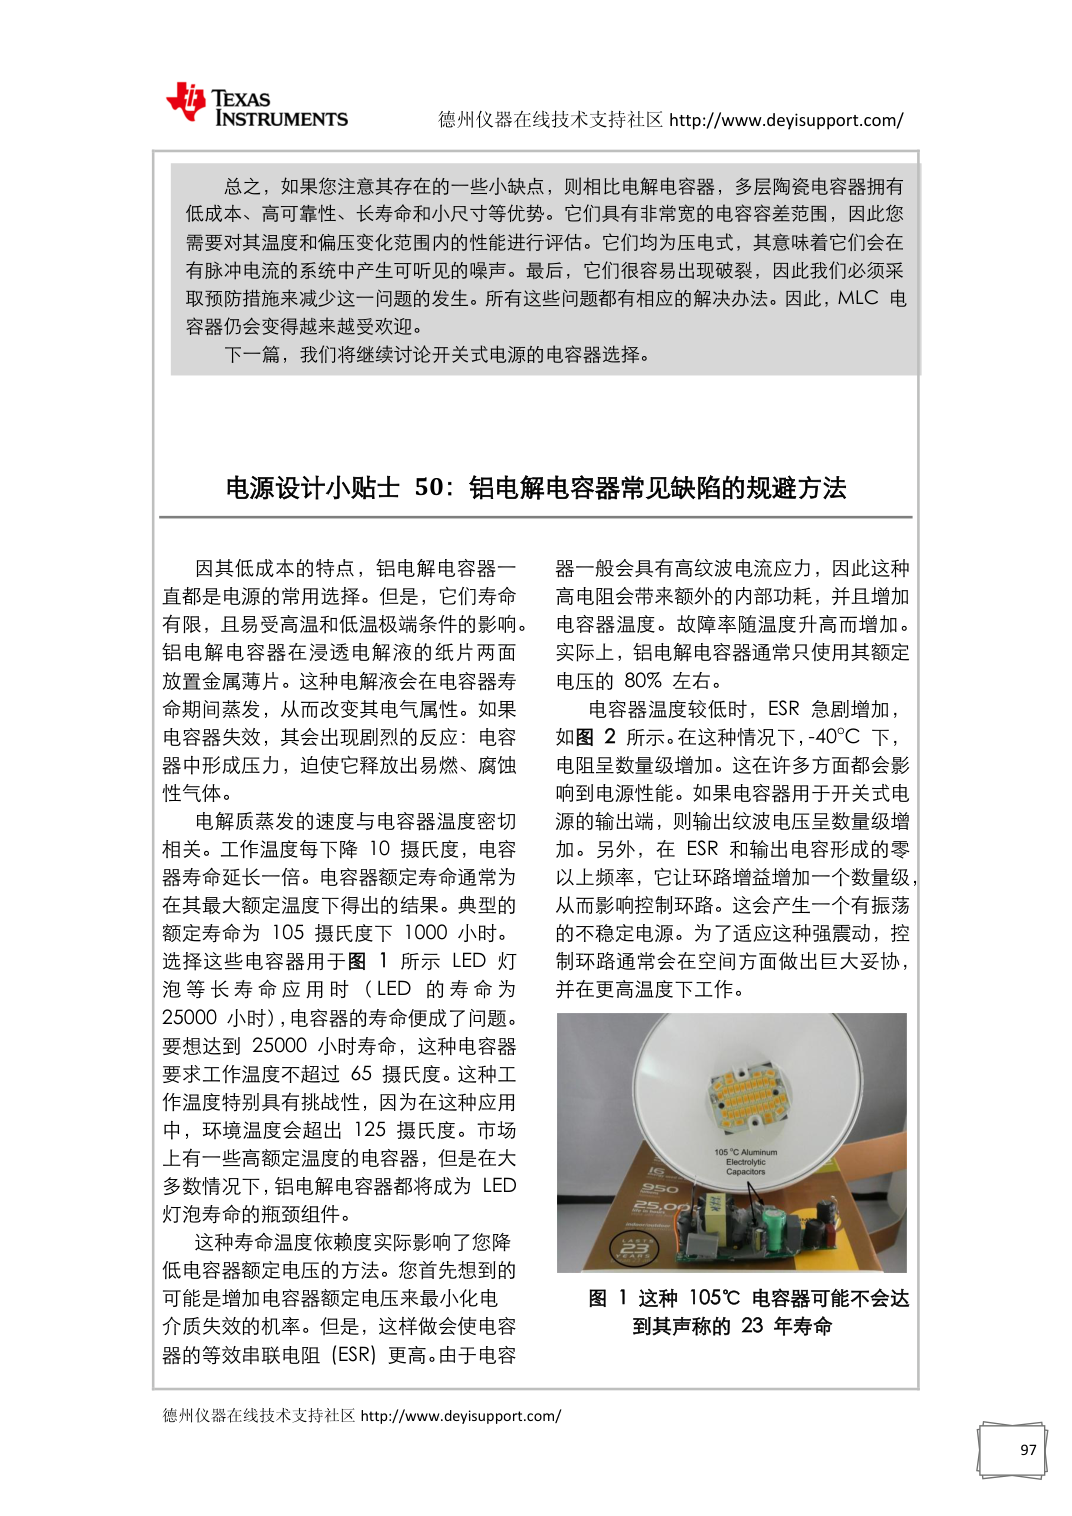 TEXAS
INSTRUMENTS
德州仪器在线技术支持社区 http://www.deyisupport.com/
总之，如果您注意其存在的一些小缺点，则相比电解电容器，多层陶瓷电容器拥有
低成本、高可靠性、长寿命和小尺寸等优势。它们具有非常宽的电容容差范围，因此您
需要对其温度和偏压变化范围内的性能进行评估。它们均为压电式，其意味着它们会在
有脉冲电流的系统中产生可听见的噪声。最后，它们很容易出现破裂，因此我们必须采
取预防措施来减少这一问题的发生。所有这些问题都有相应的解决办法。因此，MLC 电
容器仍会变得越来越受欢迎。
下一篇，我们将继续讨论开关式电源的电容器选择。
电源设计小贴士 50：铝电解电容器常见缺陷的规避方法
因其低成本的特点，铝电解电容器一
直都是电源的常用选择。但是，它们寿命
有限，且易受高温和低温极端条件的影响。
铝电解电容器在浸透电解液的纸片两面
放置金属薄片。这种电解液会在电容器寿
命期间蒸发，从而改变其电气属性。如果
电容器失效，其会出现剧烈的反应：电容
器中形成压力，迫使它释放出易燃、腐蚀
性气体。
电解质蒸发的速度与电容器温度密切
相关。工作温度每下降 10 摄氏度，电容
器寿命延长一倍。电容器额定寿命通常为
在其最大额定温度下得出的结果。典型的
额定寿命为 105 摄氏度下 1000 小时。
选择这些电容器用于图 1 所示 LED 灯
泡等长寿命应用时（LED 的寿命为
25000 小时），电容器的寿命便成了问题。
要想达到 25000 小时寿命，这种电容器
要求工作温度不超过 65 摄氏度。这种工
作温度特别具有挑战性，因为在这种应用
中，环境温度会超出 125 摄氏度。市场
上有一些高额定温度的电容器，但是在大
多数情况下，铝电解电容器都将成为 LED
灯泡寿命的瓶颈组件。
这种寿命温度依赖度实际影响了您降
低电容器额定电压的方法。您首先想到的
可能是增加电容器额定电压来最小化电
介质失效的机率。但是，这样做会使电容
器的等效串联电阻 (ESR) 更高。由于电容
器一般会具有高纹波电流应力，因此这种
高电阻会带来额外的内部功耗，并且增加
电容器温度。故障率随温度升高而增加。
实际上，铝电解电容器通常只使用其额定
电压的 80% 左右。
电容器温度较低时，ESR 急剧增加，
如图 2 所示。在这种情况下，-40°C 下，
电阻呈数量级增加。这在许多方面都会影
响到电源性能。如果电容器用于开关式电
源的输出端，则输出纹波电压呈数量级增
加。另外，在 ESR 和输出电容形成的零
以上频率，它让环路增益增加一个数量级，
从而影响控制环路。这会产生一个有振荡
的不稳定电源。为了适应这种强震动，控
制环路通常会在空间方面做出巨大妥协，
并在更高温度下工作。
105 °C Aluminum
Electrolytic
Capacitors
16
950
25,00
LASTS
23
YEARS
图 1 这种 105℃ 电容器可能不会达
到其声称的 23 年寿命
德州仪器在线技术支持社区 http://www.deyisupport.com/
97